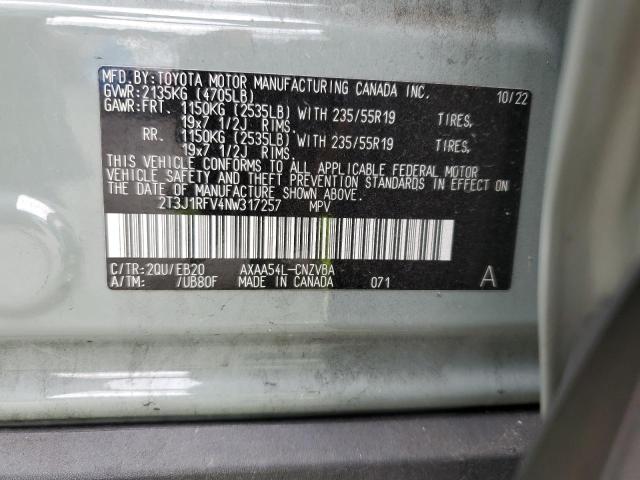 MFD.BY:TOYOTA MOTOR MANUFACTURING CANADA INC.
GVWR:2135KG (4705LB) 10/22
GAWR:FRT. 1150KG (2535LB) WITH 235/55R19 TIRES,
19x7 1/2J RIMS.
RR. 1150KG (2535LB) WITH 235/55R19 TIRES,
19x7 1/2J RIMS.
THIS VEHICLE CONFORMS TO ALL APPLICABLE FEDERAL MOTOR
VEHICLE SAFETY AND THEFT PREVENTION STANDARDS IN EFFECT ON
THE DATE OF MANUFACTURE SHOWN ABOVE.
2T3J1RFV4NW317257 MPV
C/TR:2QU/EB20 AXAA54L-CNZVBA
A/TM: /UB80F MADE IN CANADA 071 A